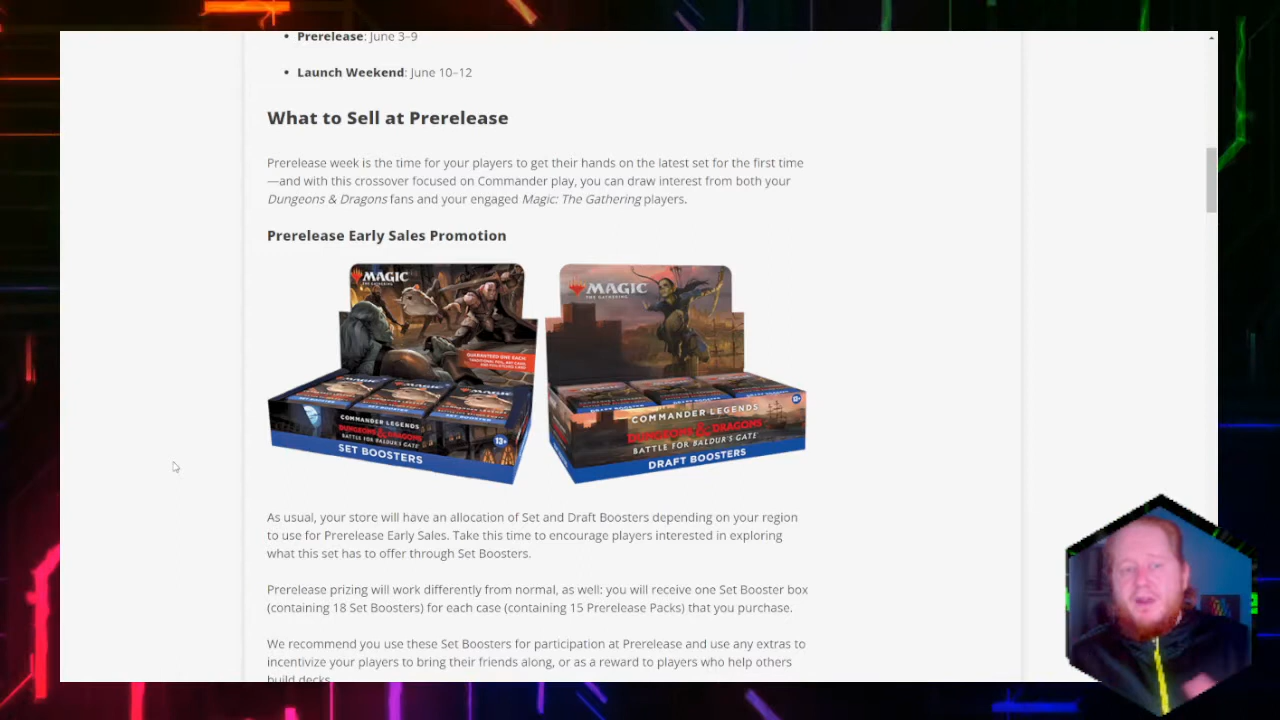 • Prerelease: June 3–9
• Launch Weekend: June 10–12
What to Sell at Prerelease
Prerelease week is the time for your players to get their hands on the latest set for the first time
—and with this crossover focused on Commander play, you can draw interest from both your
Dungeons & Dragons fans and your engaged Magic: The Gathering players.
Prerelease Early Sales Promotion
MAGIC
THE GATHERING
COMMANDER LEGENDS
DUNGEONS & DRAGONS
BATTLE FOR BALDUR'S GATE
SET BOOSTERS
13+
MAGIC
THE GATHERING
COMMANDER LEGENDS
DUNGEONS & DRAGONS
BATTLE FOR BALDUR'S GATE
DRAFT BOOSTERS
13+
As usual, your store will have an allocation of Set and Draft Boosters depending on your region
to use for Prerelease Early Sales. Take this time to encourage players interested in exploring
what this set has to offer through Set Boosters.
Prerelease prizing will work differently from normal, as well: you will receive one Set Booster box
(containing 18 Set Boosters) for each case (containing 15 Prerelease Packs) that you purchase.
We recommend you use these Set Boosters for participation at Prerelease and use any extras to
incentivize your players to bring their friends along, or as a reward to players who help others
build decks.